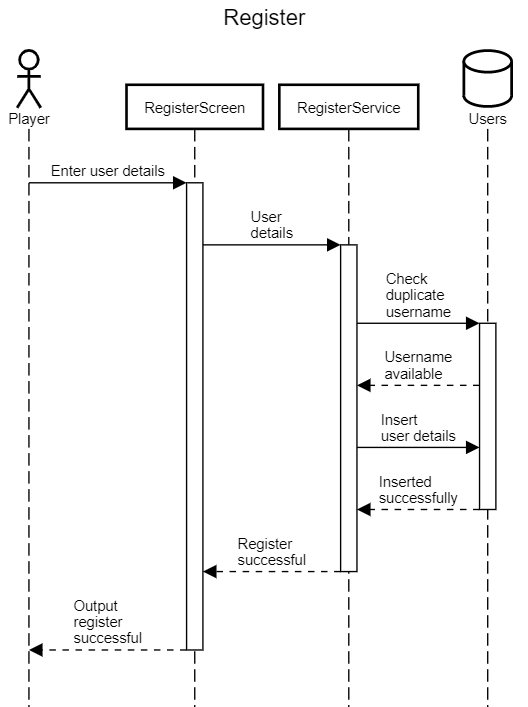 Register
Player
RegisterScreen
RegisterService
Users
Enter user details
User
details
Check
duplicate
username
Username
available
Insert
user details
Inserted
successfully
Register
successful
Output
register
successful